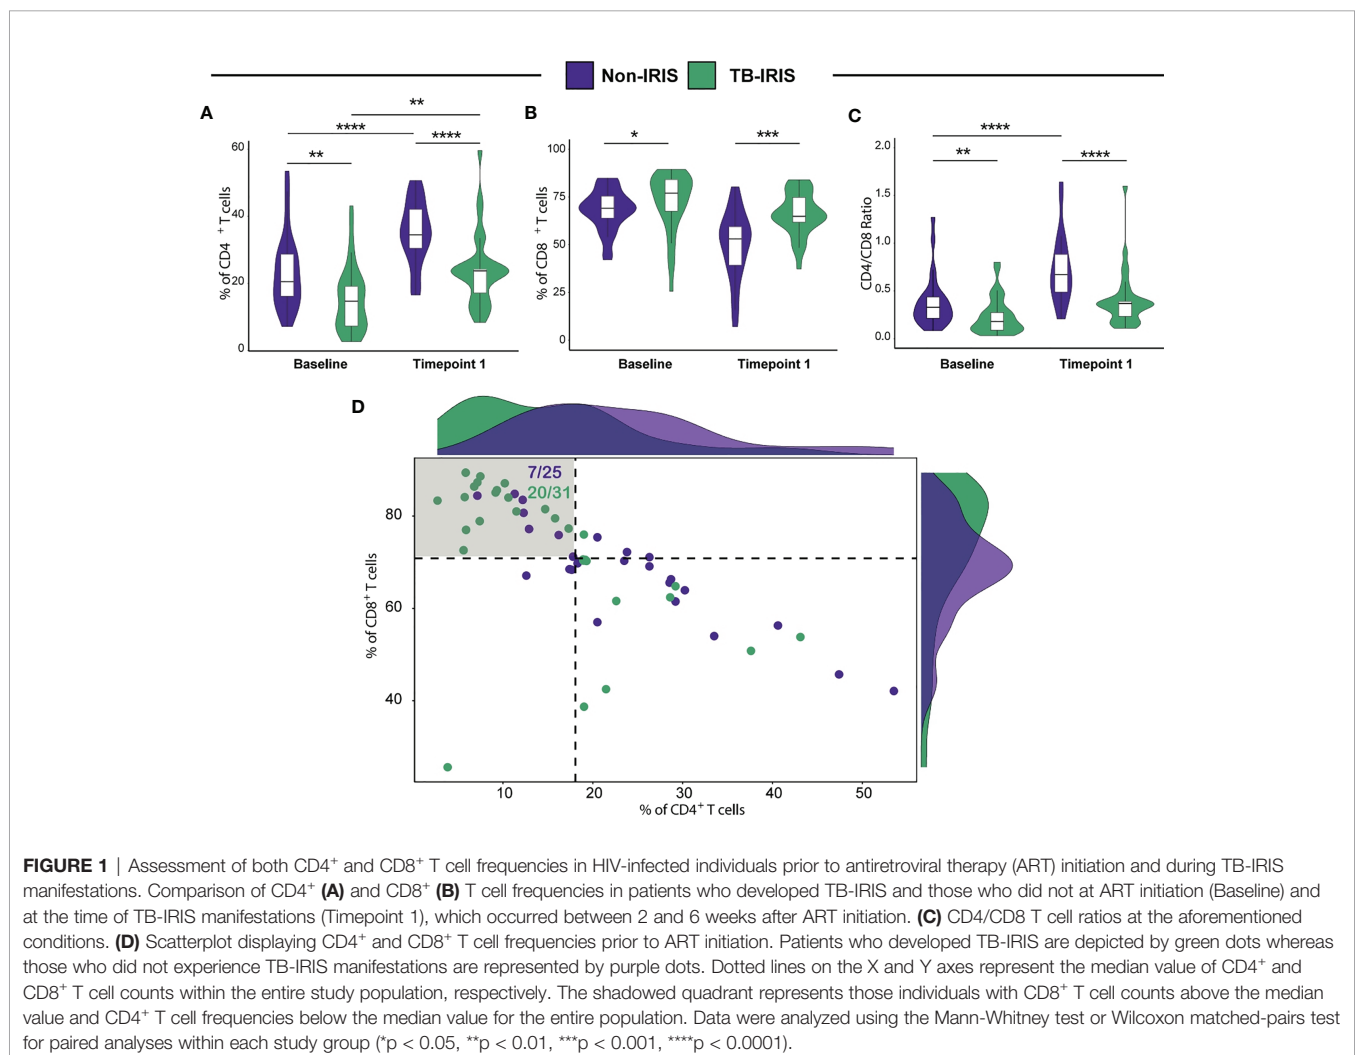 Non-IRIS TB-IRIS
A
**
****
****
**
% of CD4 + T cells
60
40
20
0
Baseline Timepoint 1
B
*
***
% of CD8 + T cells
100
75
50
25
0
Baseline Timepoint 1
C
****
**
****
CD4/CD8 Ratio
2.0
1.5
1.0
0.5
0.0
Baseline Timepoint 1
D
7/25
20/31
% of CD8+ T cells
80
60
40
10 20 30 40 50
% of CD4+ T cells
FIGURE 1 | Assessment of both CD4+ and CD8+ T cell frequencies in HIV-infected individuals prior to antiretroviral therapy (ART) initiation and during TB-IRIS
manifestations. Comparison of CD4+ (A) and CD8+ (B) T cell frequencies in patients who developed TB-IRIS and those who did not at ART initiation (Baseline) and
at the time of TB-IRIS manifestations (Timepoint 1), which occurred between 2 and 6 weeks after ART initiation. (C) CD4/CD8 T cell ratios at the aforementioned
conditions. (D) Scatterplot displaying CD4+ and CD8+ T cell frequencies prior to ART initiation. Patients who developed TB-IRIS are depicted by green dots whereas
those who did not experience TB-IRIS manifestations are represented by purple dots. Dotted lines on the X and Y axes represent the median value of CD4+ and
CD8+ T cell counts within the entire study population, respectively. The shadowed quadrant represents those individuals with CD8+ T cell counts above the median
value and CD4+ T cell frequencies below the median value for the entire population. Data were analyzed using the Mann-Whitney test or Wilcoxon matched-pairs test
for paired analyses within each study group (*p < 0.05, **p < 0.01, ***p < 0.001, ****p < 0.0001).